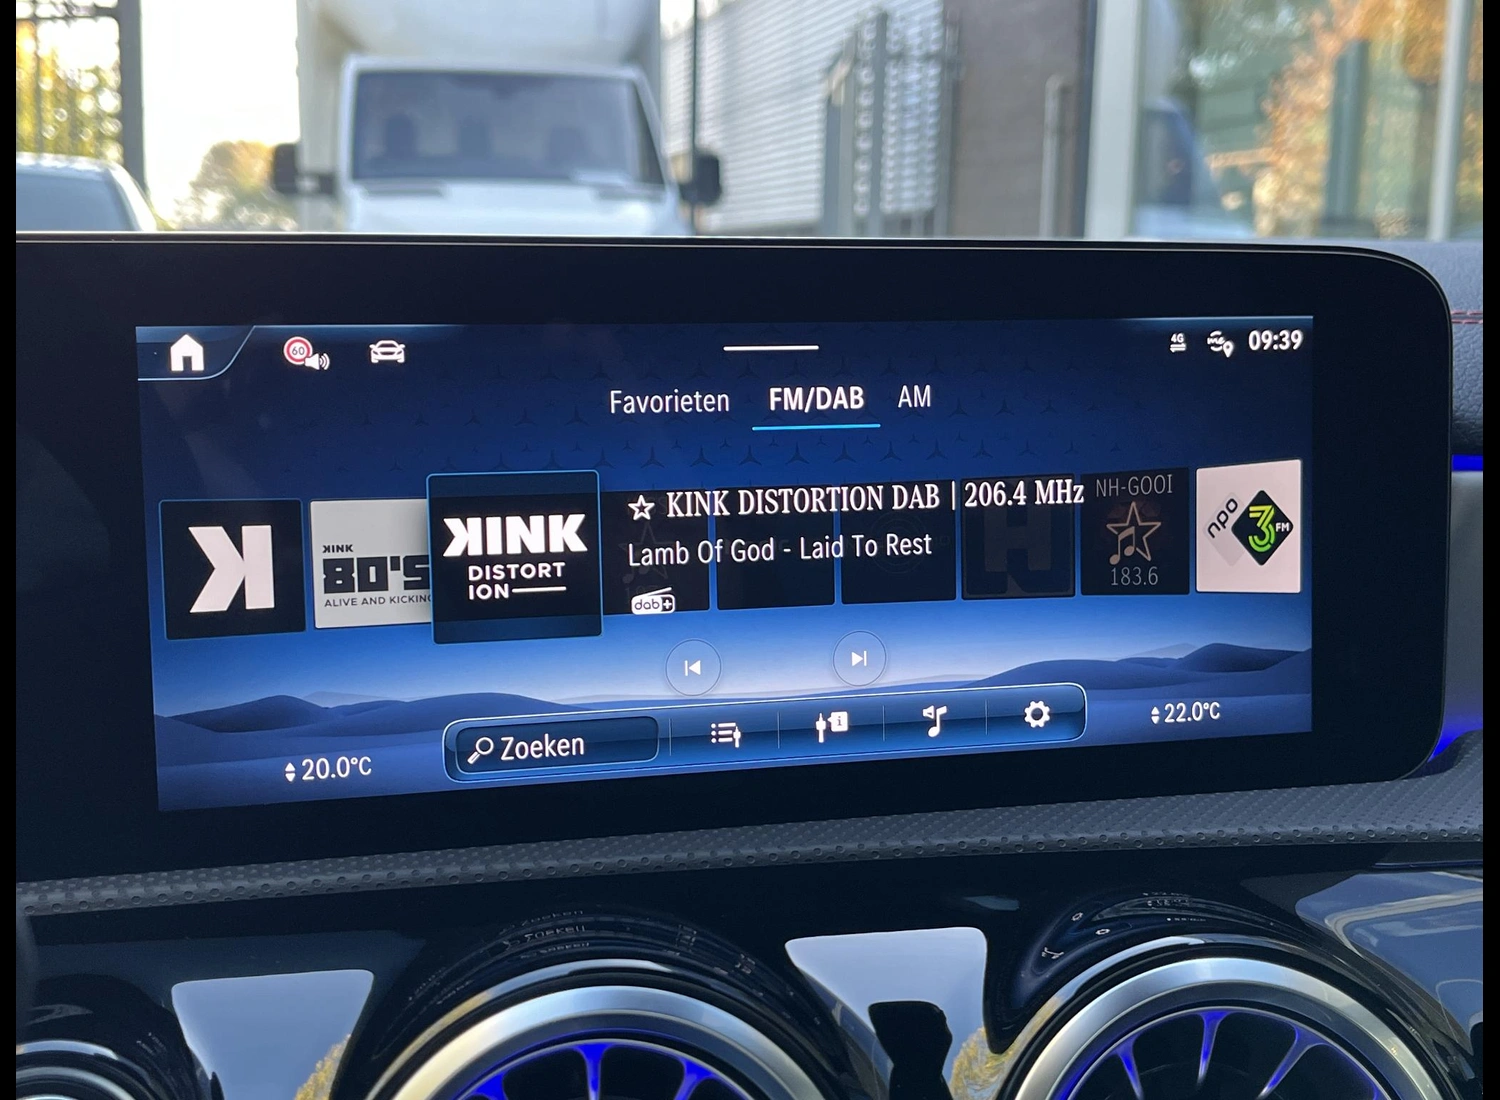 60
4G
me
09:39
Favorieten FM/DAB AM
KINK
80'S
ALIVE AND KICKING
KINK
DISTORT
ION
KINK DISTORTION DAB | 206.4 MHz
Lamb Of God - Laid To Rest
dab+
NH-GOOI
183.6
npo
3FM
Zoeken
20.0°C
22.0°C